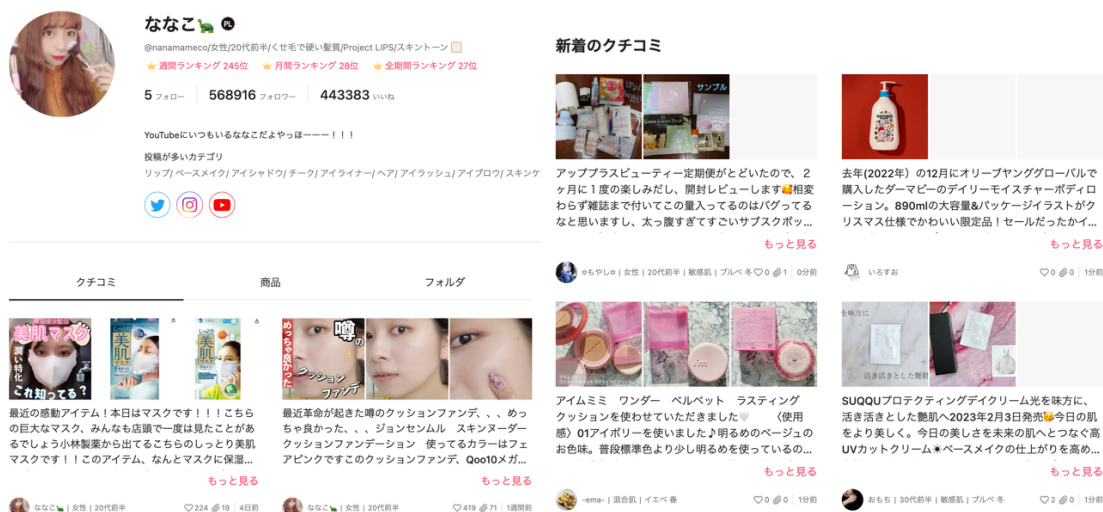 ななこ🐢 PL
@nanamameco/女性/20代前半/くせ毛で硬い髪質/Project LIPS/スキントーン
週間ランキング 245位 月間ランキング 28位 全期間ランキング 27位
5 フォロー 568916 フォロワー 443383 いいね
YouTubeにいつもいるななこだよやっほーーー！！！
投稿が多いカテゴリ
リップ/ ベースメイク/ アイシャドウ/ チーク/ アイライナー/ ヘア/ アイラッシュ/ アイブロウ/ スキンケ
クチコミ 商品 フォルダ
美肌マスク
潤い特化
これ知ってる？
美肌
マスク
美肌
マスク
最近の感動アイテム！本日はマスクです！！！こちら
の巨大なマスク、みんなも店頭で一度は見たことがあ
るでしょう小林製薬から出てるこちらのしっとり美肌
マスクです！！このアイテム、なんとマスクに保湿...
もっと見る
ななこ🐢 | 女性 | 20代前半 ♡224 19 | 4日前
めっちゃ良かった
噂の
クッション
ファンデ
最近革命が起きた噂のクッションファンデ、、、めっ
ちゃ良かった、、、ジョンセンムル スキンヌーダー
クッションファンデーション 使ってるカラーはフェ
アピンクですこのクッションファンデ、Qoo10メガ...
もっと見る
ななこ🐢 | 女性 | 20代前半 ♡419 71 | 1週間前
新着のクチコミ
サンプル
アッププラスビューティー定期便がとどいたので、２
ヶ月に１度の楽しみだし、開封レビューします🥰相変
わらず雑誌まで付いてこの量入ってるのはバグってる
なと思いますし、太っ腹すぎてすごいサブスクボッ...
もっと見る
✡もやし✡ | 女性 | 20代前半 | 敏感肌 | ブルベ 冬 ♡0 1 | 0分前
去年(2022年）の12月にオリーブヤンググローバルで
購入したダーマビーのデイリーモイスチャーボディロ
ーション。890mlの大容量&パッケージイラストがク
リスマス仕様でかわいい限定品！セールだったかイ...
もっと見る
いろすお ♡0 0 | 1分前
アイムミミ ワンダー ベルベット ラスティング
クッションを使わせていただきました🤍 〈使用
感〉01アイボリーを使いました♪明るめのベージュの
お色味。普段標準色より少し明るめを使っているの...
もっと見る
-ema- | 混合肌 | イエベ 春 ♡0 0 | 1分前
を味方に
活き活きとした艶肌
SUQQUプロテクティングデイクリーム光を味方に、
活き活きとした艶肌へ2023年2月3日発売🥳今日の肌
をより美しく。今日の美しさを未来の肌へとつなぐ高
UVカットクリーム☀ベースメイクの仕上がりを高め...
もっと見る
おもち | 30代前半 | 敏感肌 | ブルベ 冬 ♡2 0 | 1分前